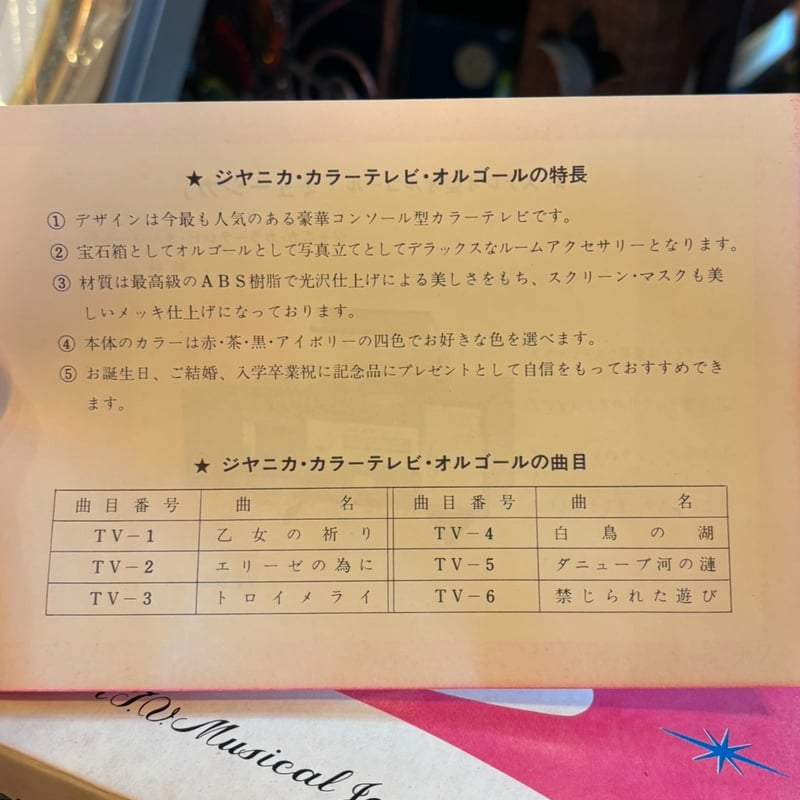 ★ ジヤニカ・カラーテレビ・オルゴールの特長
① デザインは今最も人気のある豪華コンソール型カラーテレビです。
② 宝石箱としてオルゴールとして写真立てとしてデラックスなルームアクセサリーとなります。
③ 材質は最高級のABS樹脂で光沢仕上げによる美しさをもち、スクリーン・マスクも美
しいメッキ仕上げになっております。
④ 本体のカラーは赤・茶・黒・アイボリーの四色でお好きな色を選べます。
⑤ お誕生日、ご結婚、入学卒業祝に記念品にプレゼントとして自信をもっておすすめでき
ます。
★ ジヤニカ・カラーテレビ・オルゴールの曲目
曲目番号 曲名 曲目番号 曲名
TV－1 乙女の祈り TV－4 白鳥の湖
TV－2 エリーゼの為に TV－5 ダニューブ河の漣
TV－3 トロイメライ TV－6 禁じられた遊び
T.V. Musical